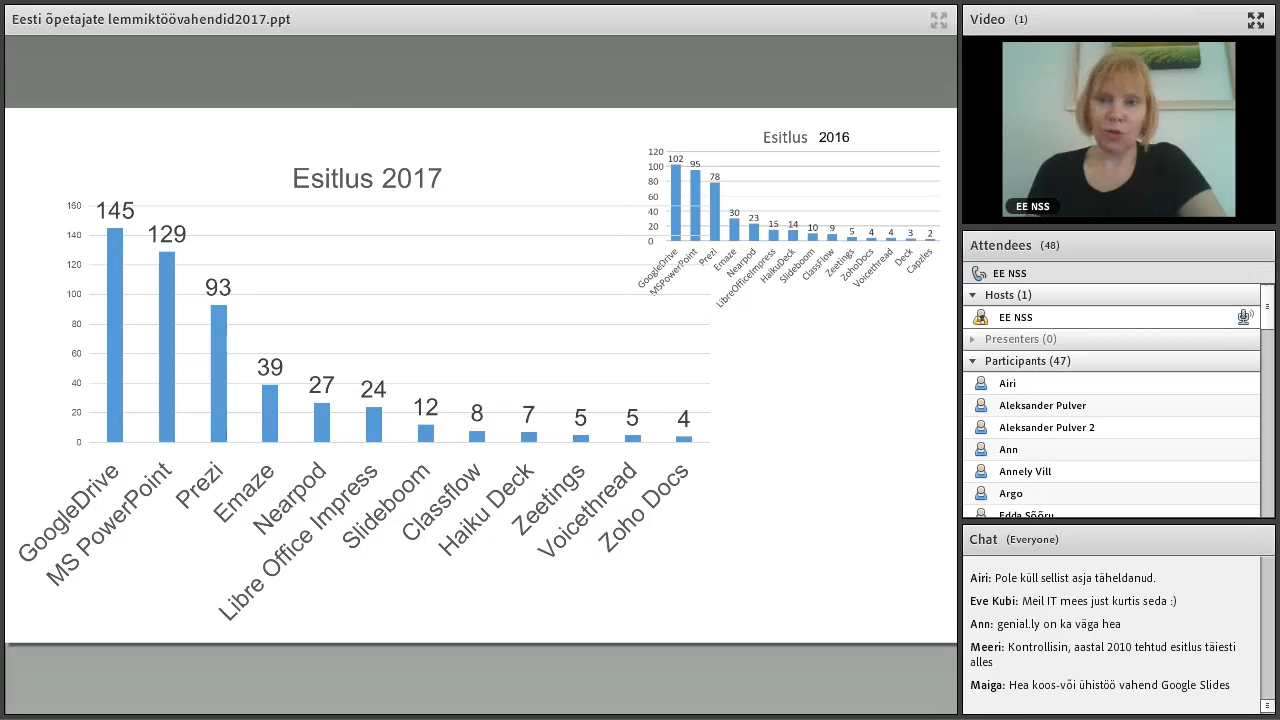 Eesti õpetajate lemmiktöövahendid2017.ppt
Esitlus 2017
160
140
120
100
80
60
40
20
0
145
129
93
39
27
24
12
8
7
5
5
4
GoogleDrive
MS PowerPoint
Prezi
Emaze
Nearpod
Libre Office Impress
Slideboom
Classflow
Haiku Deck
Zeetings
Voicethread
Zoho Docs
Esitlus 2016
120
100
80
60
40
20
0
102
95
78
30
23
15
14
10
9
5
4
4
3
2
GoogleDrive
MSPowerPoint
Prezi
Emaze
Nearpod
LibreOfficeImpress
HaikuDeck
Slideboom
ClassFlow
Zeetings
ZohoDocs
Voicethread
Deck
Capzles
Video (1)
EE NSS
Attendees (48)
EE NSS
Hosts (1)
EE NSS
Presenters (0)
Participants (47)
Airi
Aleksander Pulver
Aleksander Pulver 2
Ann
Annely Vill
Argo
Edda Sõõru
Chat (Everyone)
Airi: Pole küll sellist asja täheldanud.
Eve Kubi: Meil IT mees just kurtis seda :)
Ann: genial.ly on ka väga hea
Meeri: Kontrollisin, aastal 2010 tehtud esitlus täiesti
alles
Maiga: Hea koos-või ühistöö vahend Google Slides